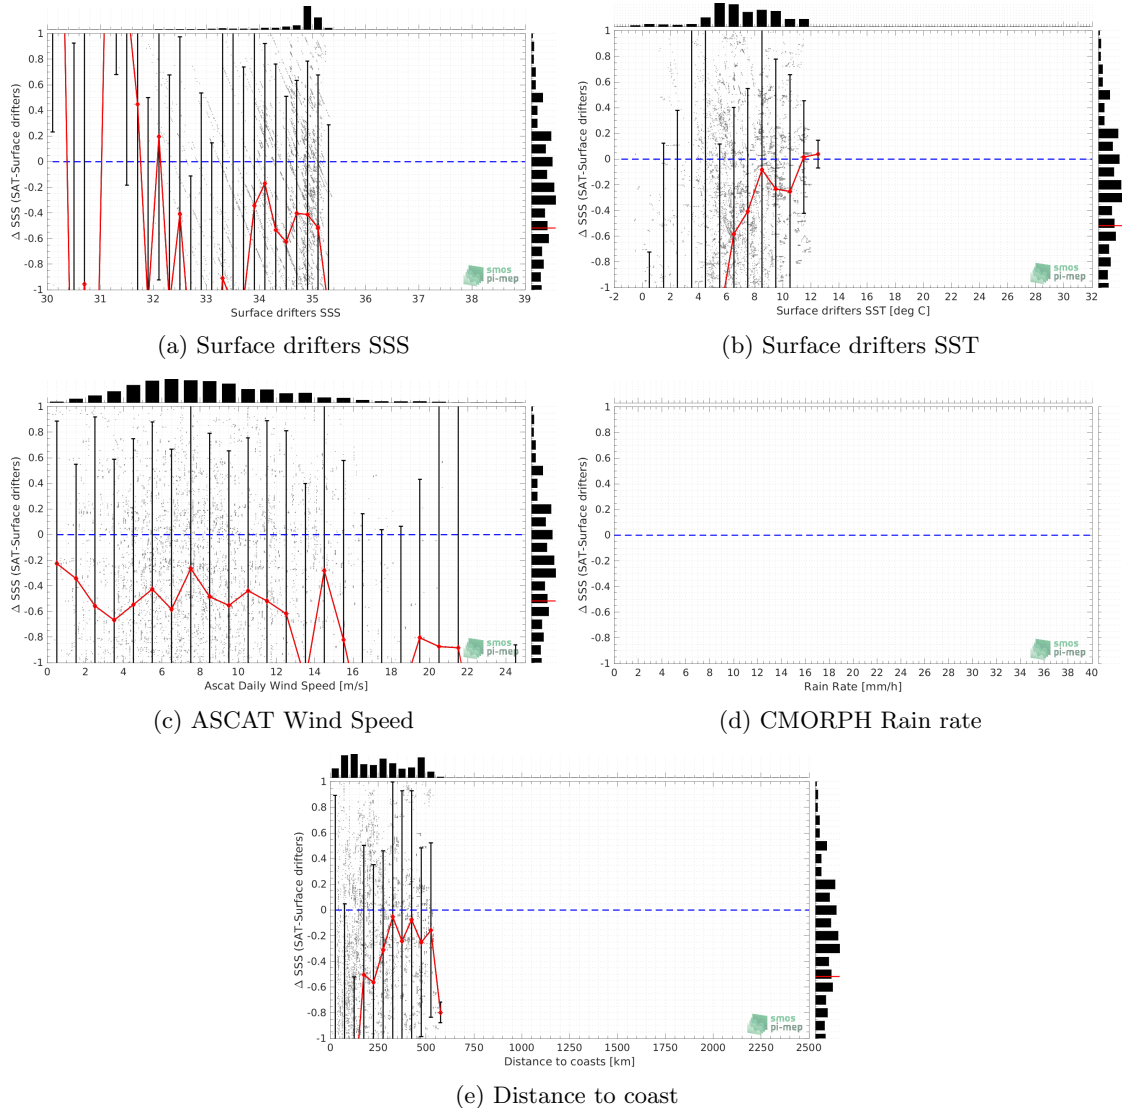 Δ SSS (SAT-Surface drifters)
1
0.8
0.6
0.4
0.2
0
-0.2
-0.4
-0.6
-0.8
-1
30 31 32 33 34 35 36 37 38 39
Surface drifters SSS
smos
pi-mep
(a) Surface drifters SSS
Δ SSS (SAT-Surface drifters)
1
0.8
0.6
0.4
0.2
0
-0.2
-0.4
-0.6
-0.8
-1
-2 0 2 4 6 8 10 12 14 16 18 20 22 24 26 28 30 32
Surface drifters SST [deg C]
smos
pi-mep
(b) Surface drifters SST
Δ SSS (SAT-Surface drifters)
1
0.8
0.6
0.4
0.2
0
-0.2
-0.4
-0.6
-0.8
-1
0 2 4 6 8 10 12 14 16 18 20 22 24
Ascat Daily Wind Speed [m/s]
smos
pi-mep
(c) ASCAT Wind Speed
Δ SSS (SAT-Surface drifters)
1
0.8
0.6
0.4
0.2
0
-0.2
-0.4
-0.6
-0.8
-1
0 2 4 6 8 10 12 14 16 18 20 22 24 26 28 30 32 34 36 38 40
Rain Rate [mm/h]
smos
pi-mep
(d) CMORPH Rain rate
Δ SSS (SAT-Surface drifters)
1
0.8
0.6
0.4
0.2
0
-0.2
-0.4
-0.6
-0.8
-1
0 250 500 750 1000 1250 1500 1750 2000 2250 2500
Distance to coasts [km]
smos
pi-mep
(e) Distance to coast